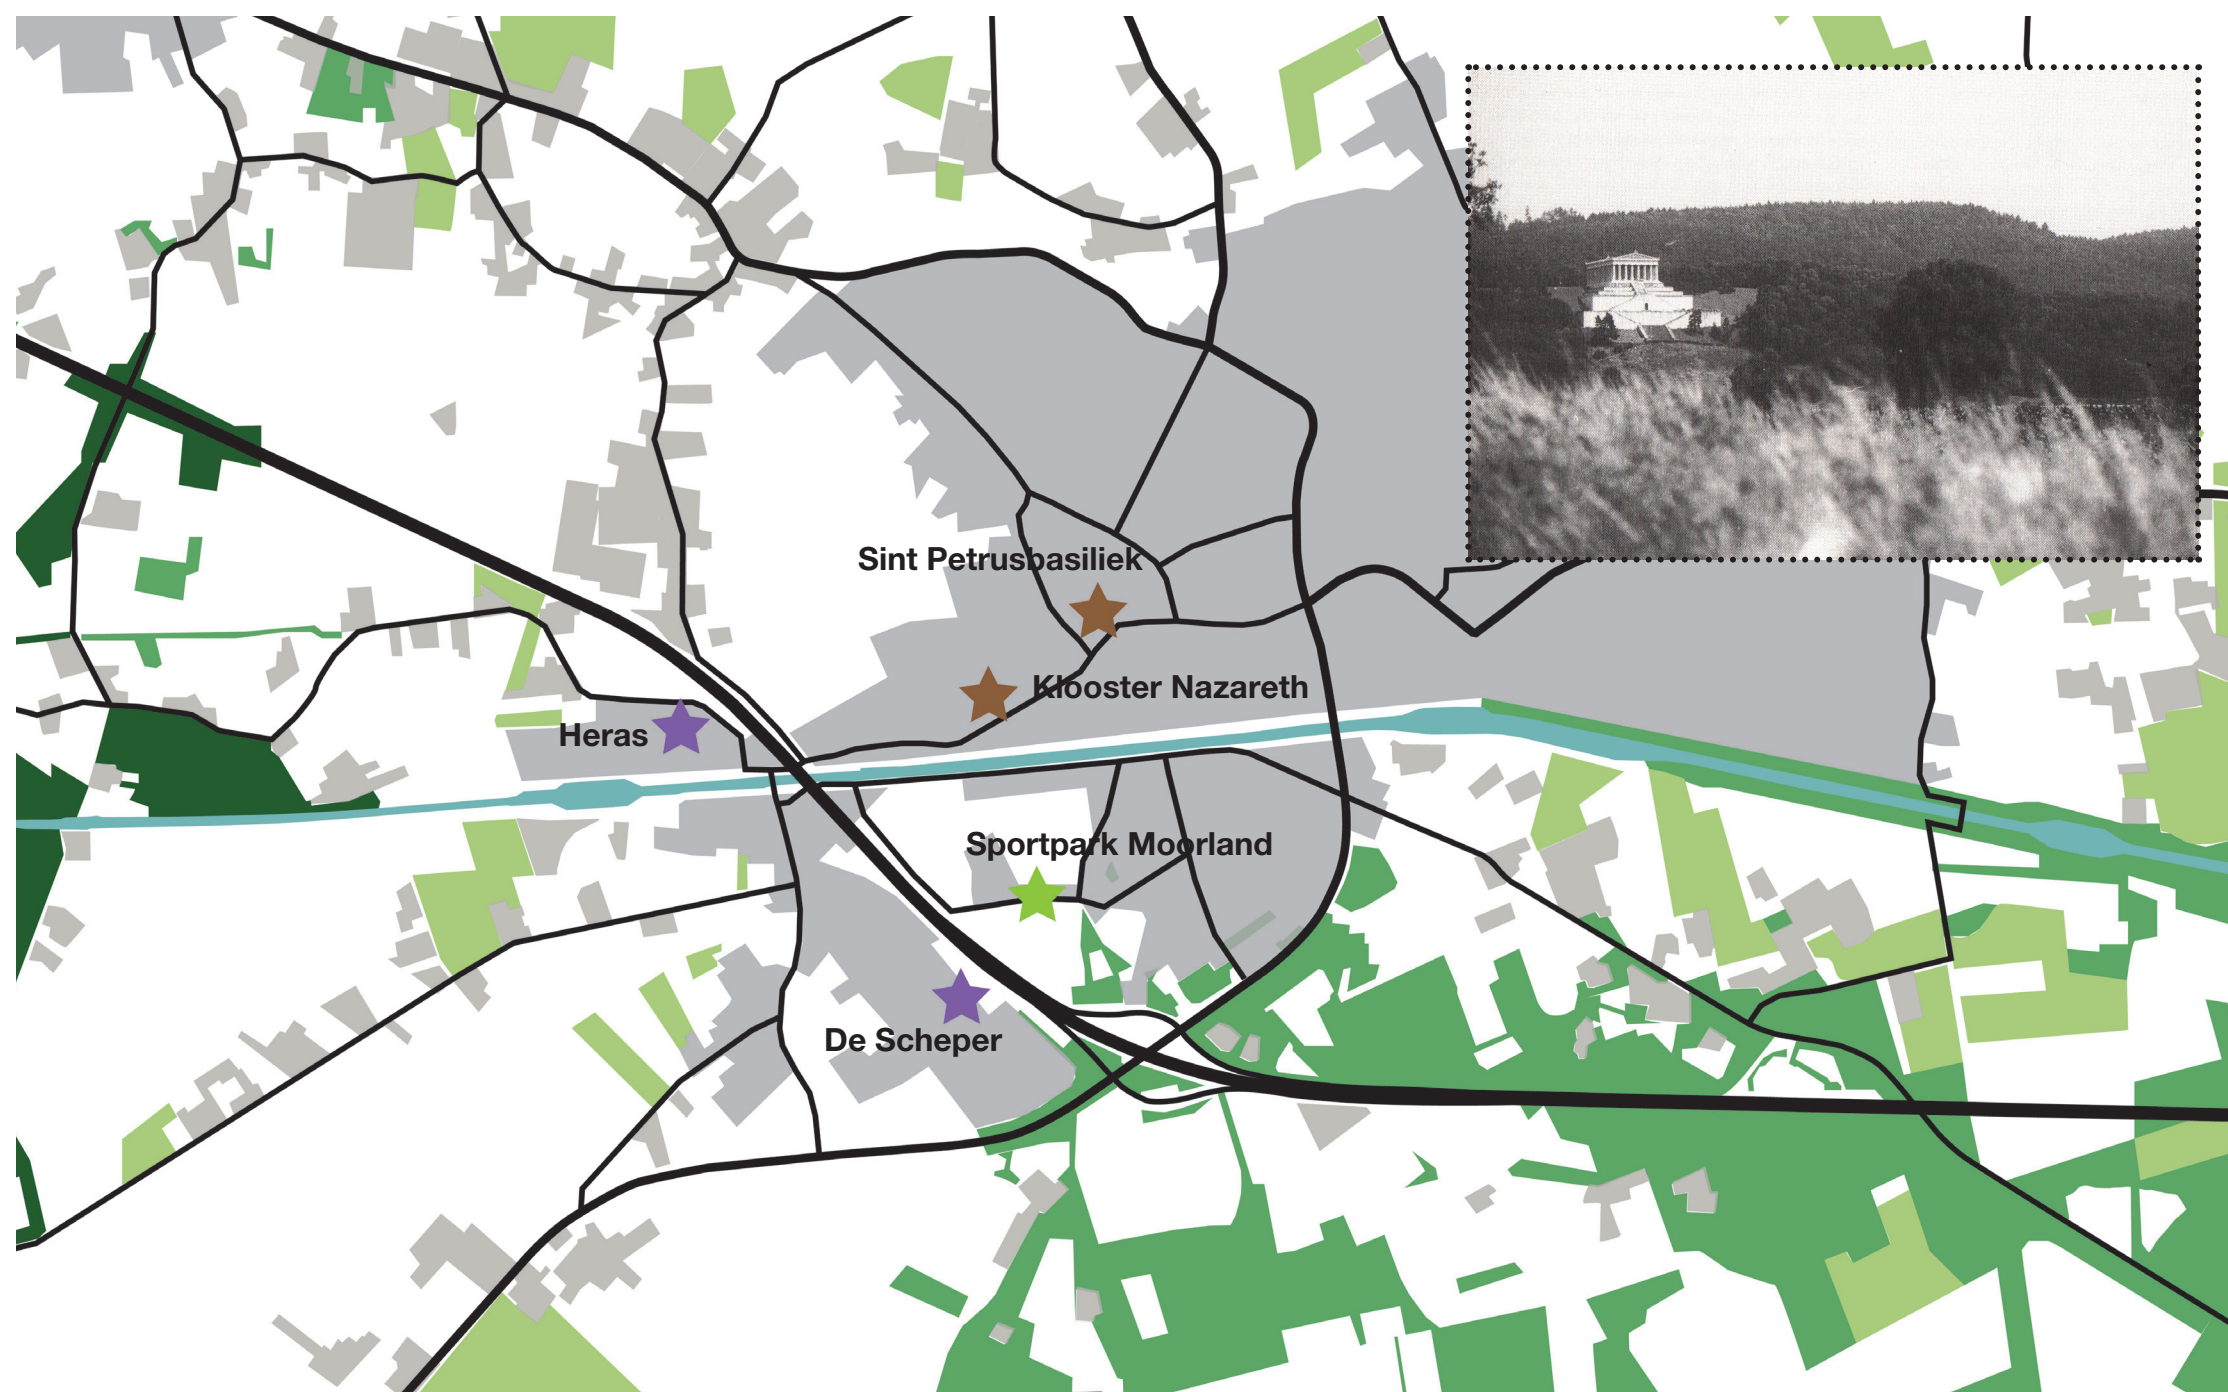 Sint Petrusbasiliek
Klooster Nazareth
Heras
Sportpark Moorland
De Scheper